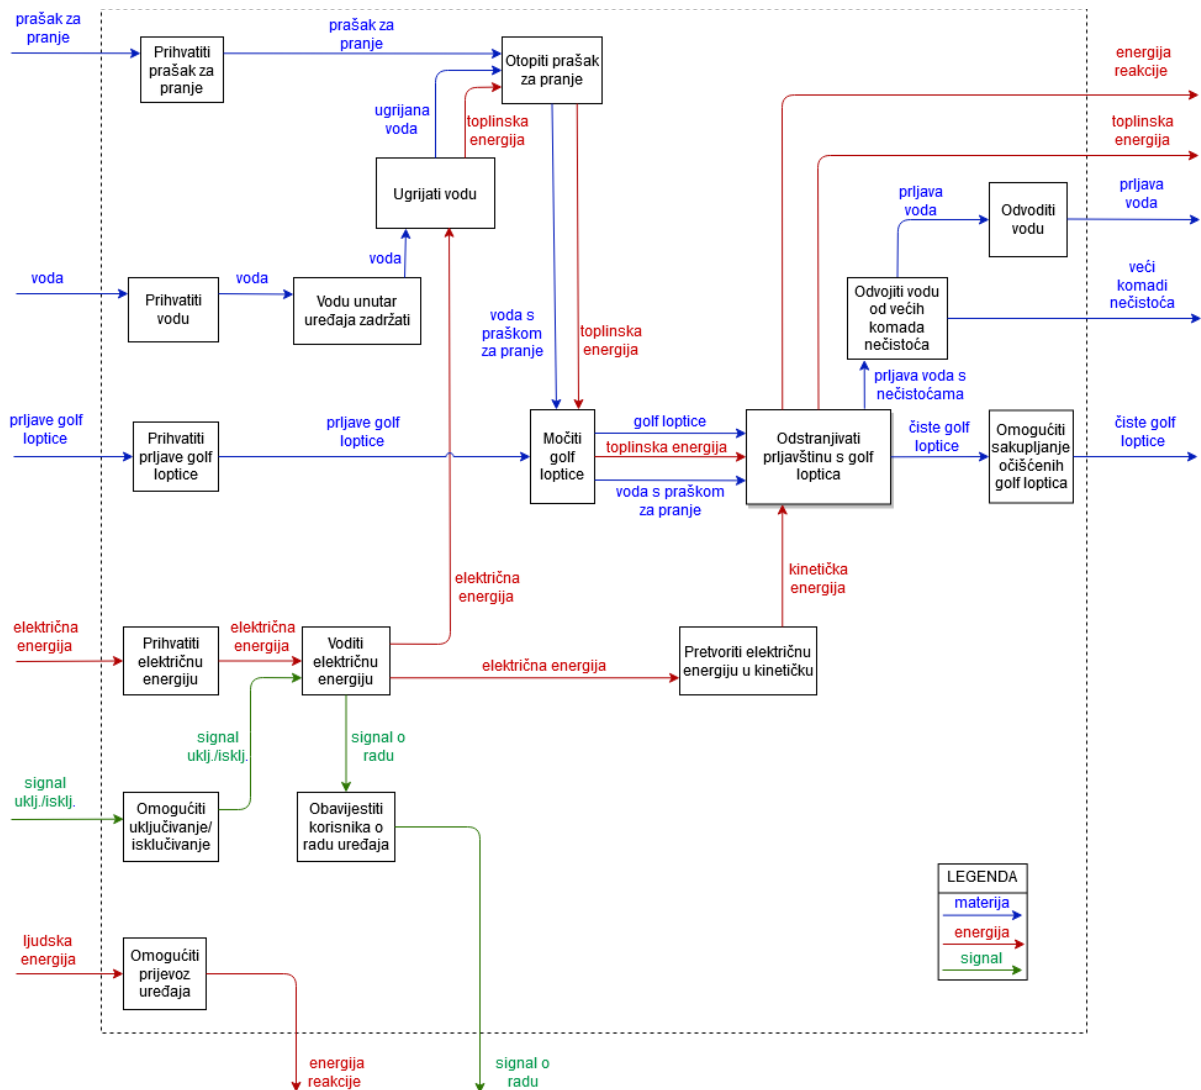 prašak za
pranje
Prihvatiti
prašak za
pranje
prašak za
pranje
Otopiti prašak
za pranje
energija
reakcije
ugrijana
voda
toplinska
energija
toplinska
energija
Ugrijati vodu
prljava
voda
Odvoditi
vodu
prljava
voda
voda
Prihvatiti
vodu
voda
Vodu unutar
uređaja zadržati
voda
voda s
praškom
za pranje
toplinska
energija
Odvojiti vodu
od većih
komada
nečistoća
veći
komadi
nečistoća
prljava voda s
nečistoćama
prljave golf
loptice
Prihvatiti
prljave golf
loptice
prljave golf
loptice
Močiti
golf
loptice
golf loptice
toplinska energija
voda s praškom
za pranje
Odstranjivati
prljavštinu s golf
loptica
čiste golf
loptice
Omogućiti
sakupljanje
očišćenih
golf loptica
čiste golf
loptice
električna
energija
kinetička
energija
električna
energija
Prihvatiti
električnu
energiju
električna
energija
Voditi
električnu
energiju
električna energija
Pretvoriti električnu
energiju u kinetičku
signal
uklj./isklj.
signal o
radu
signal
uklj./isklj.
Omogućiti
uključivanje/
isklučivanje
Obavijestiti
korisnika o
radu uređaja
LEGENDA
materija
energija
signal
ljudska
energija
Omogućiti
prijevoz
uređaja
energija
reakcije
signal o
radu